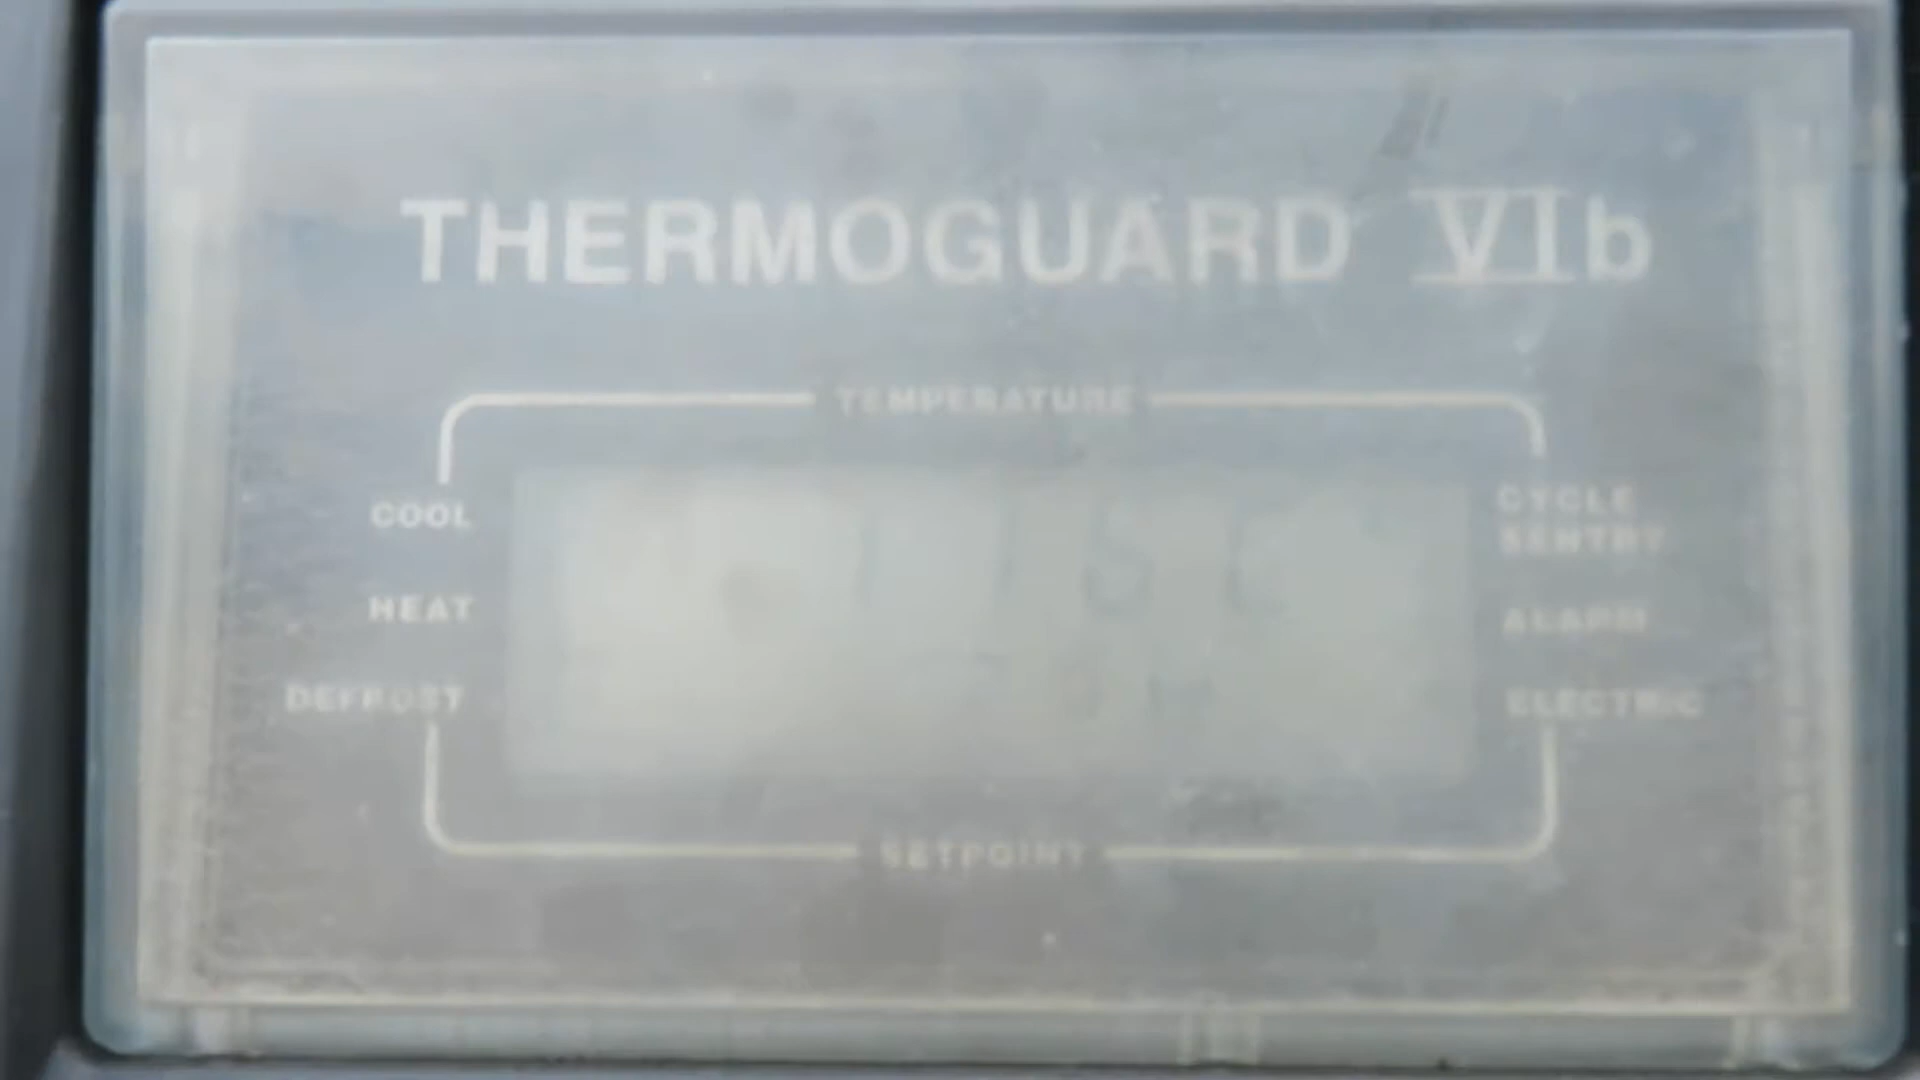 THERMOGUARD VIb
TEMPERATURE
COOL
HEAT
DEFROST
CYCLE
SENTRY
ALARM
ELECTRIC
SETPOINT